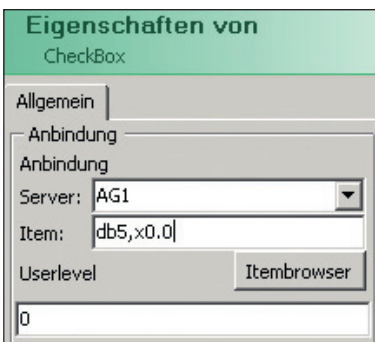 Eigenschaften von
CheckBox
Allgemein
Anbindung
Anbindung
Server: AG1
Item: db5,x0.0
Userlevel Itembrowser
0